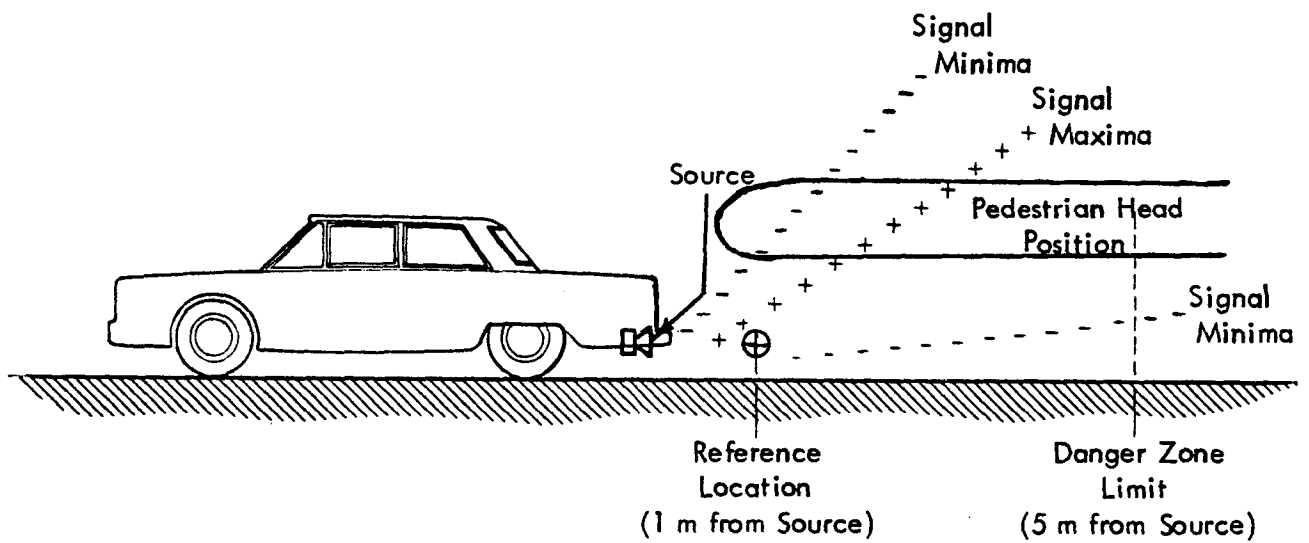 Signal
Minima
Signal
Maxima
Source
Pedestrian Head
Position
Signal
Minima
Reference
Location
(1 m from Source)
Danger Zone
Limit
(5 m from Source)